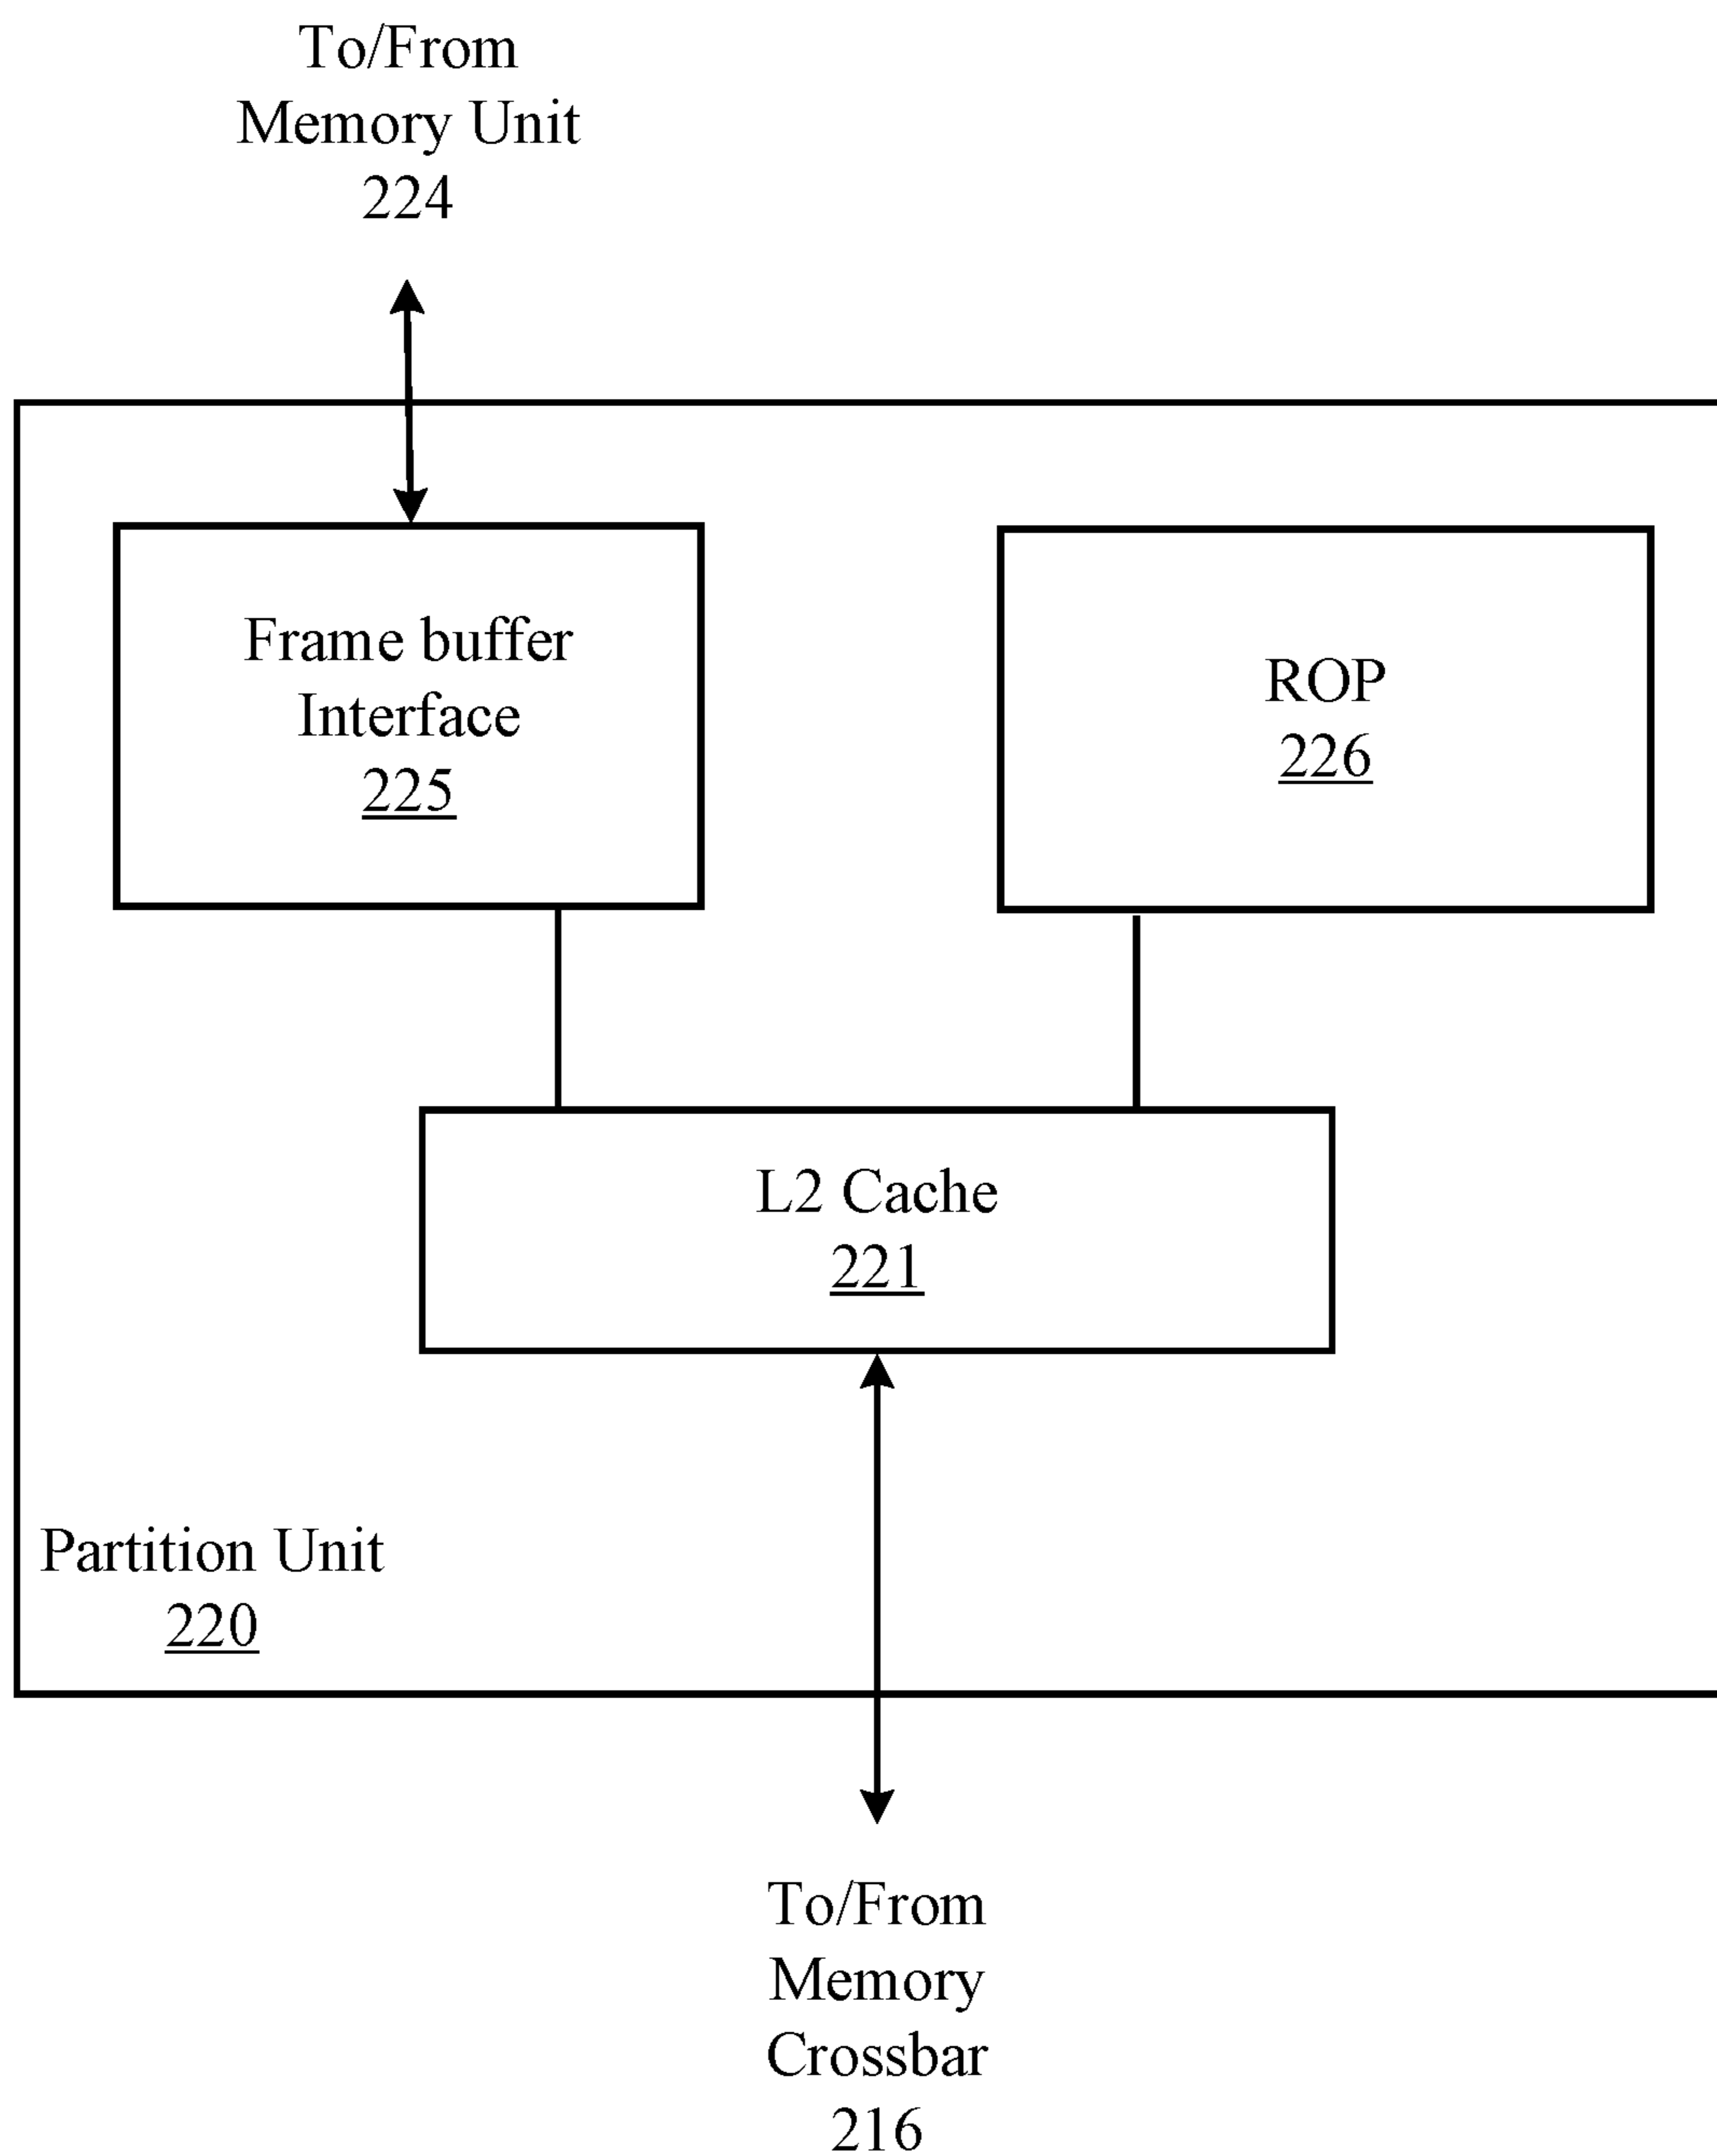 To/From
Memory Unit
224
Frame buffer
Interface
225
ROP
226
L2 Cache
221
Partition Unit
220
To/From
Memory
Crossbar
216